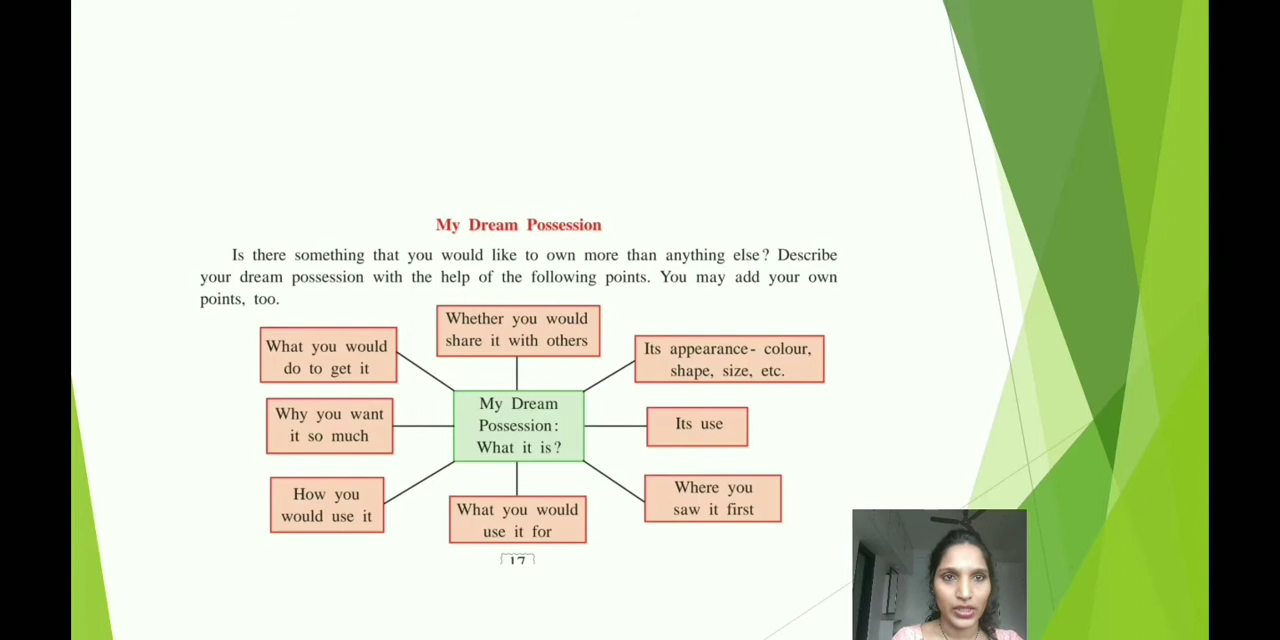 My Dream Possession
Is there something that you would like to own more than anything else? Describe
your dream possession with the help of the following points. You may add your own
points, too.
Whether you would
share it with others
What you would
do to get it
Its appearance- colour,
shape, size, etc.
Why you want
it so much
My Dream
Possession:
What it is?
Its use
How you
would use it
What you would
use it for
Where you
saw it first
17